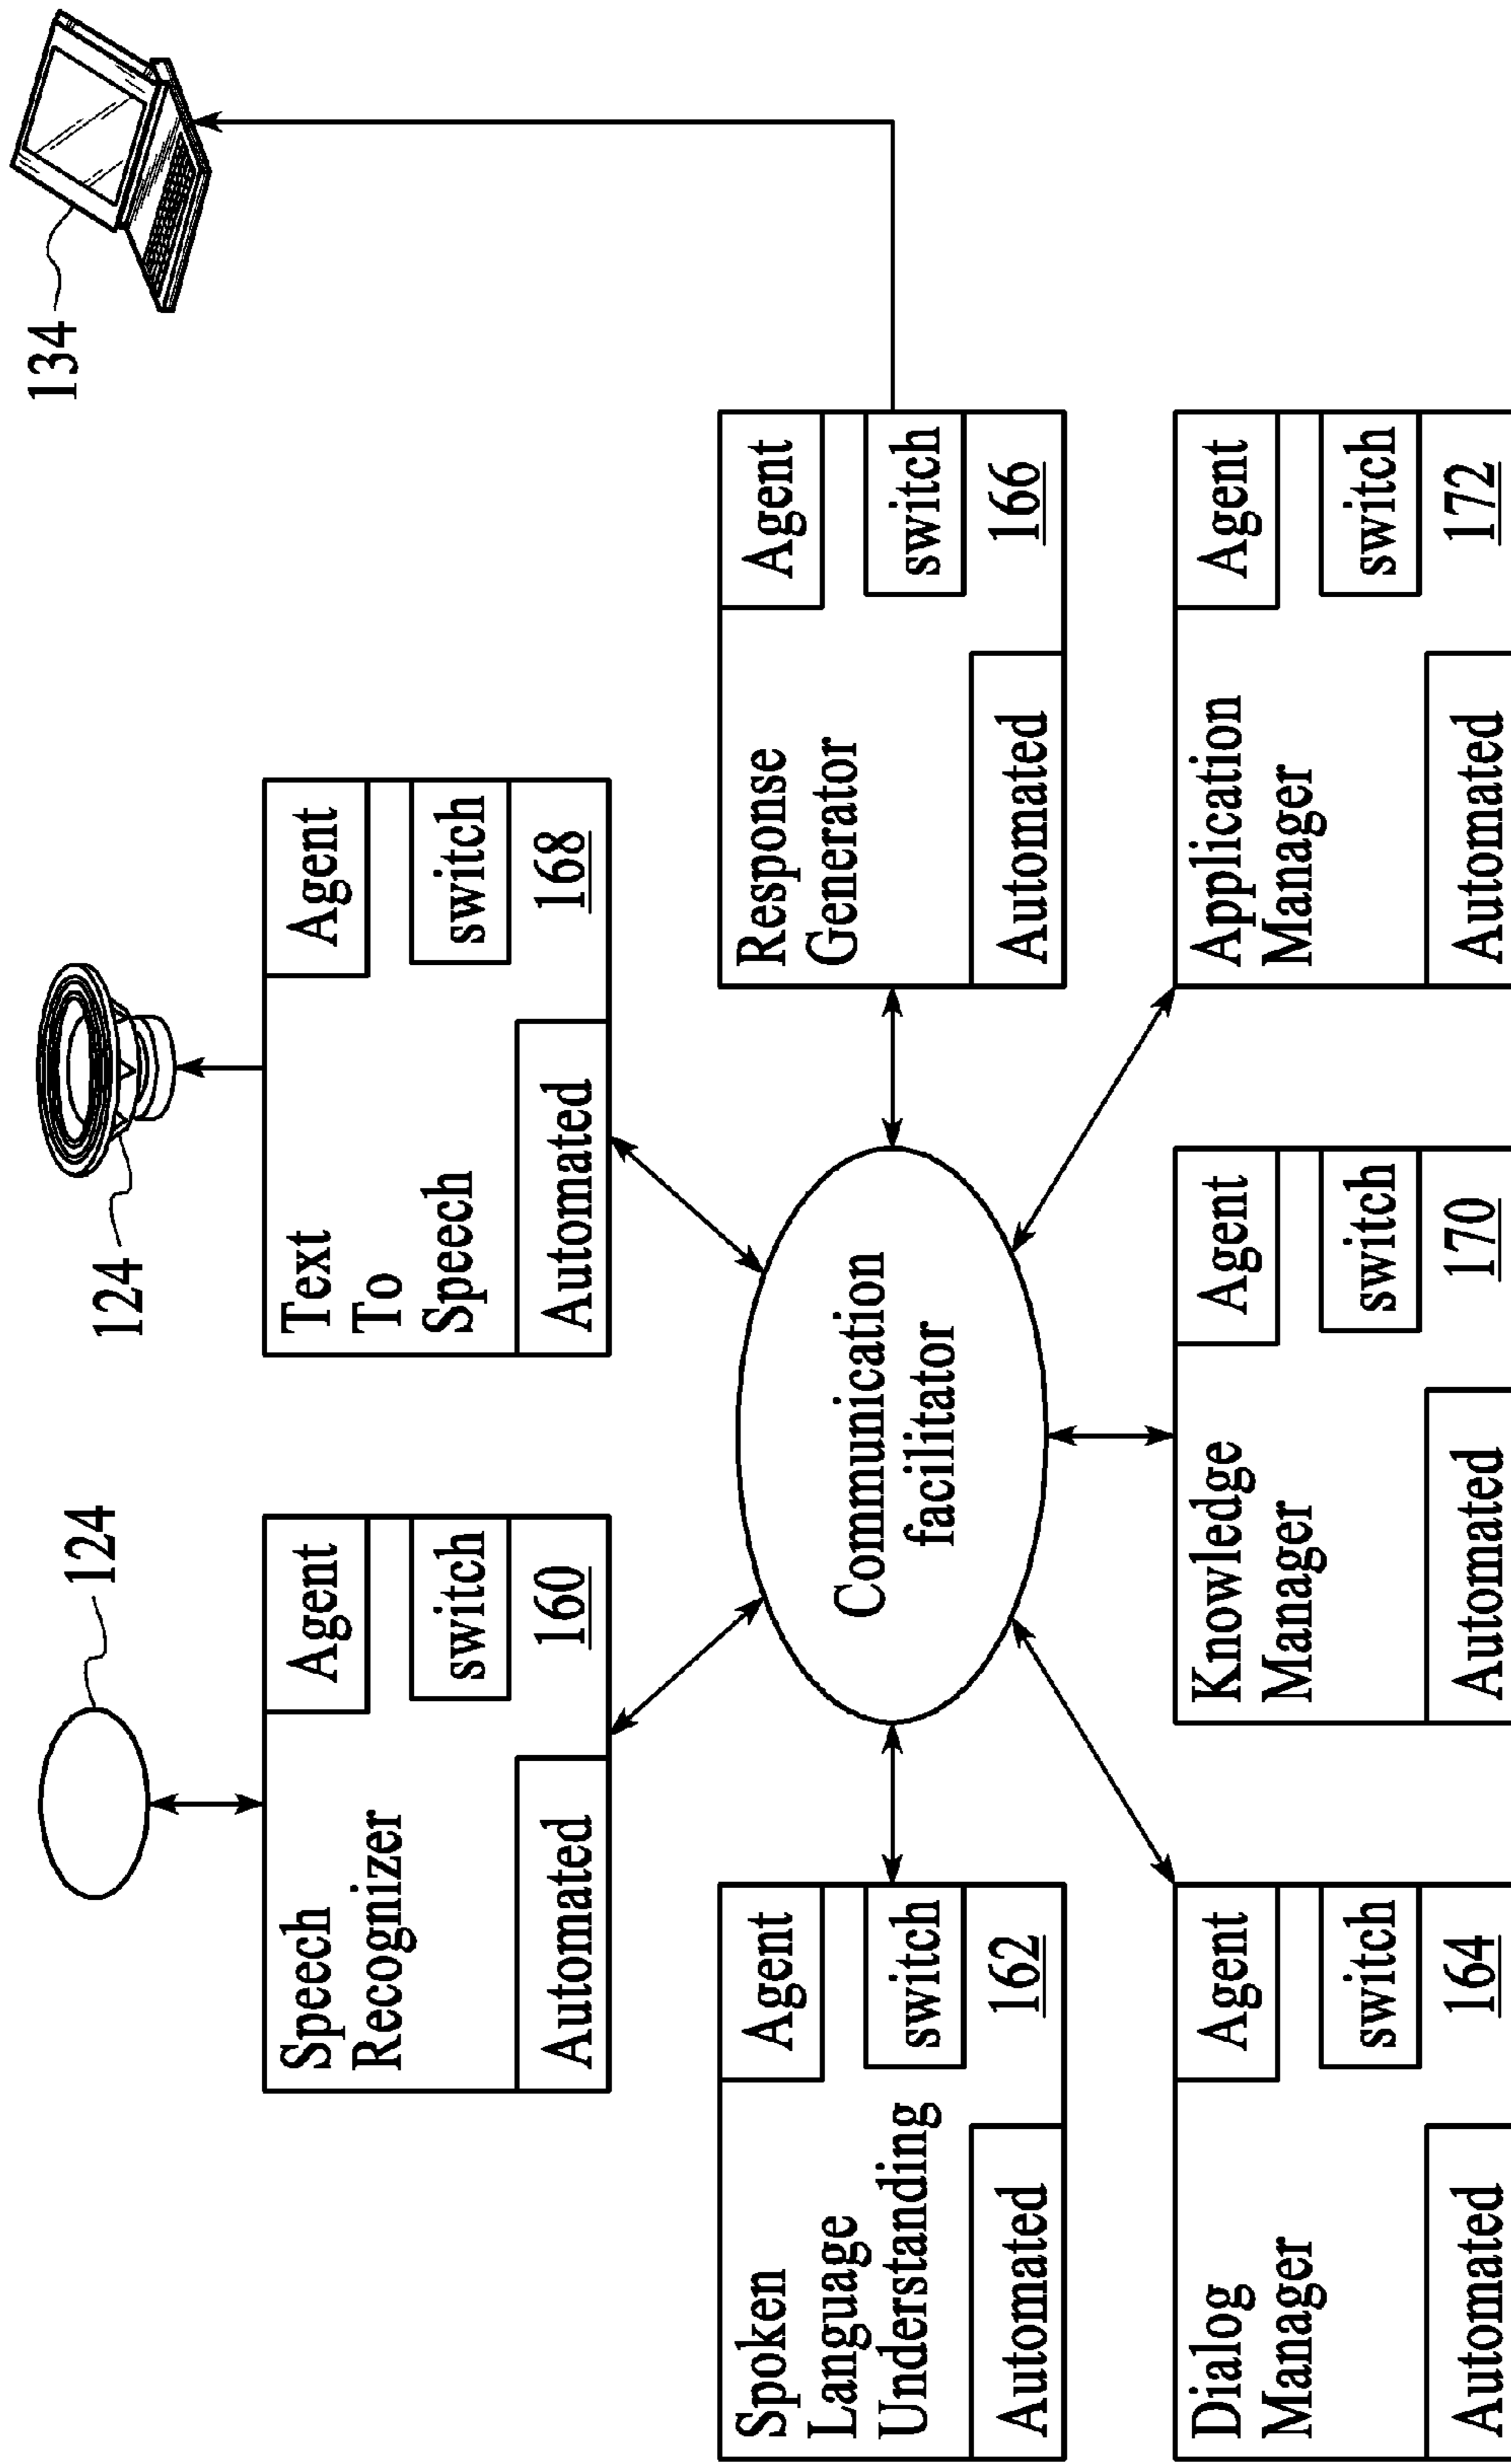 124
124
134
Speech
Recognizer
Agent
switch
Automated
160
Text
To
Speech
Agent
switch
Automated
168
Spoken
Language
Understanding
Agent
switch
Automated
162
Communication
facilitator
Response
Generator
Agent
switch
Automated
166
Dialog
Manager
Agent
switch
Automated
164
Knowledge
Manager
Agent
switch
Automated
170
Application
Manager
Agent
switch
Automated
172